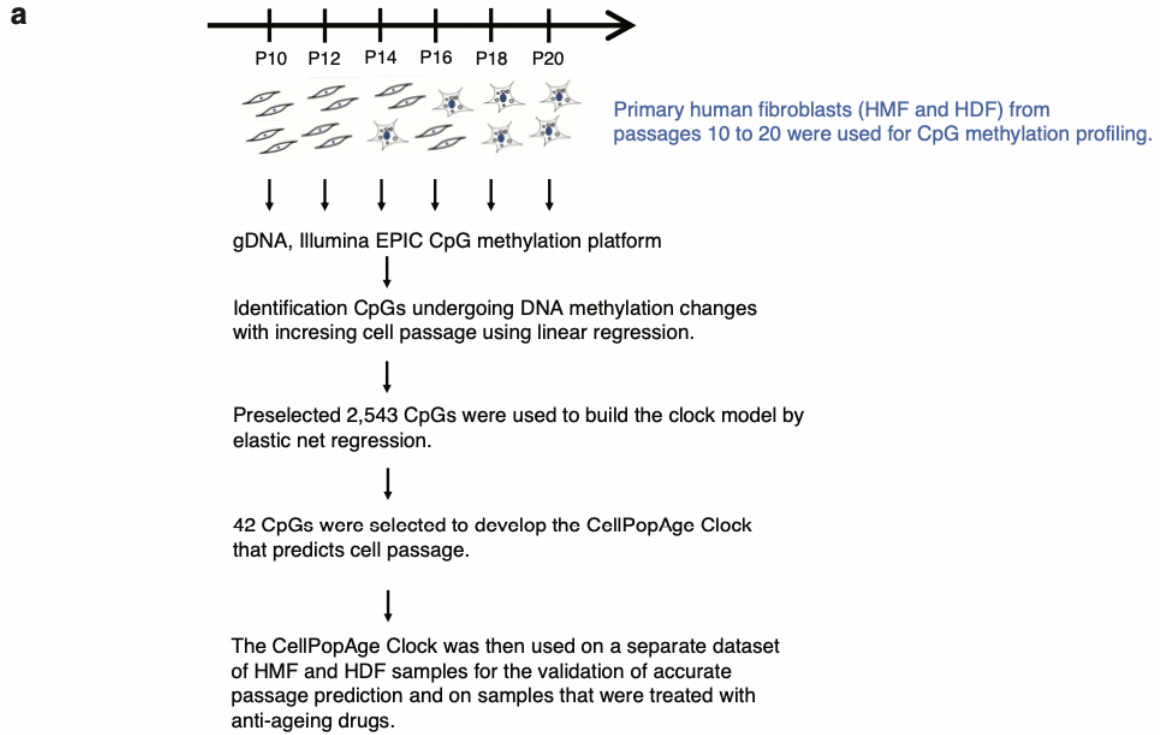 a
P10 P12 P14 P16 P18 P20
Primary human fibroblasts (HMF and HDF) from
passages 10 to 20 were used for CpG methylation profiling.
gDNA, Illumina EPIC CpG methylation platform
Identification CpGs undergoing DNA methylation changes
with incresing cell passage using linear regression.
Preselected 2,543 CpGs were used to build the clock model by
elastic net regression.
42 CpGs were selected to develop the CellPopAge Clock
that predicts cell passage.
The CellPopAge Clock was then used on a separate dataset
of HMF and HDF samples for the validation of accurate
passage prediction and on samples that were treated with
anti-ageing drugs.